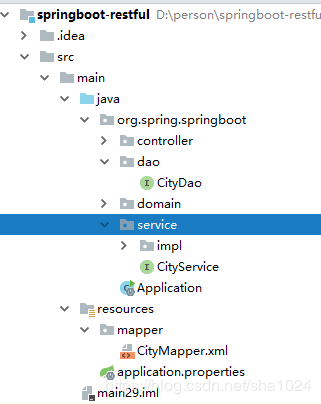 springboot-restful D:\person\springboot-restfu
.idea
src
main
java
org.spring.springboot
controller
dao
CityDao
domain
service
impl
CityService
Application
resources
mapper
CityMapper.xml
application.properties
https://blog.csdn.net/sha1024
main29.iml